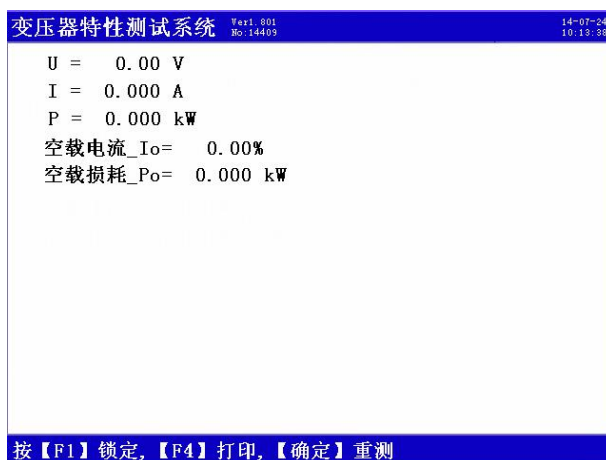 变压器特性测试系统 Ver1.801 14-07-24
No:14409 10:13:38
U = 0.00 V
I = 0.000 A
P = 0.000 kW
空载电流_Io= 0.00%
空载损耗_Po= 0.000 kW
按【F1】锁定,【F4】打印,【确定】重测